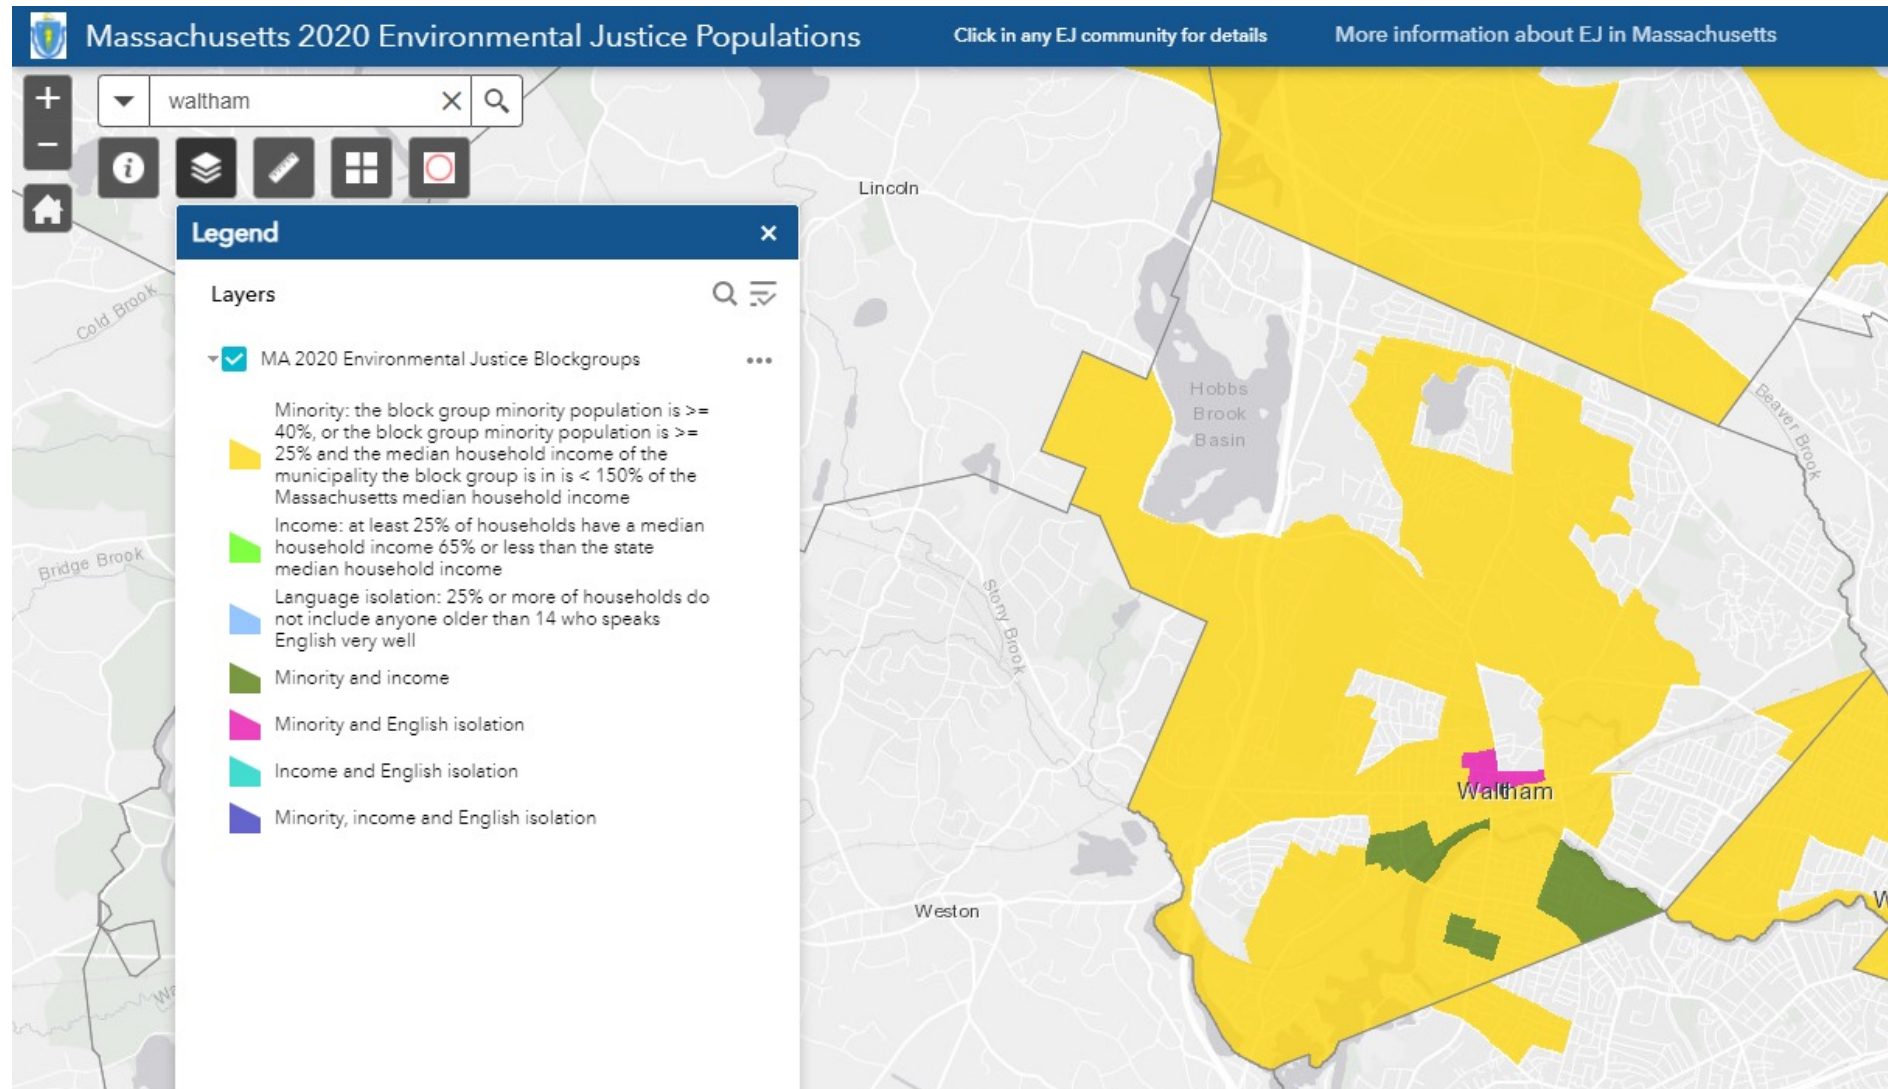 Massachusetts 2020 Environmental Justice Populations
Click in any EJ community for details
More information about EJ in Massachusetts
waltham
Legend
Layers
MA 2020 Environmental Justice Blockgroups
Minority: the block group minority population is >=
40%, or the block group minority population is >=
25% and the median household income of the
municipality the block group is in is < 150% of the
Massachusetts median household income
Income: at least 25% of households have a median
household income 65% or less than the state
median household income
Language isolation: 25% or more of households do
not include anyone older than 14 who speaks
English very well
Minority and income
Minority and English isolation
Income and English isolation
Minority, income and English isolation
Cold Brook
Bridge Brook
Lincoln
Hobbs
Brook
Basin
Beaver Brook
Stony Brook
Waltham
Weston